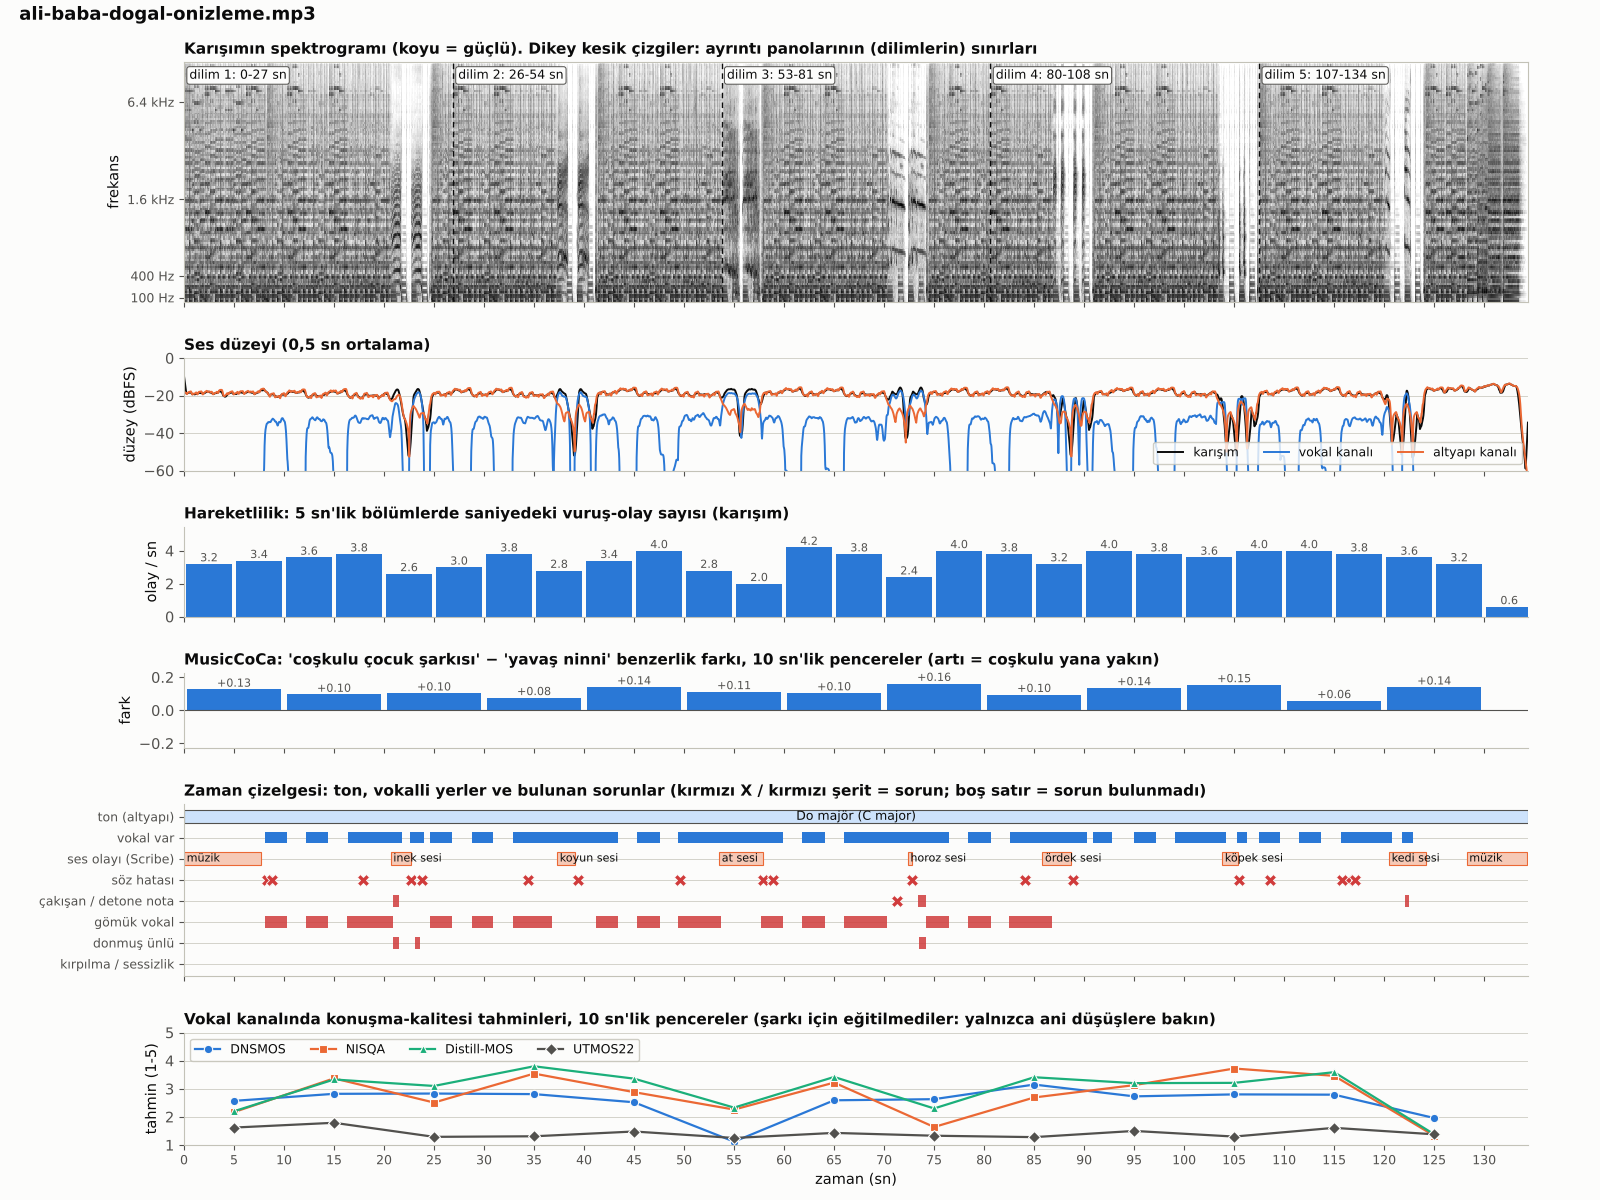 ali-baba-dogal-onizleme.mp3
Karışımın spektrogramı (koyu = güçlü). Dikey kesik çizgiler: ayrıntı panolarının (dilimlerin) sınırları
dilim 1: 0-27 sn
dilim 2: 26-54 sn
dilim 3: 53-81 sn
dilim 4: 80-108 sn
dilim 5: 107-134 sn
frekans
6.4 kHz
1.6 kHz
400 Hz
100 Hz
Ses düzeyi (0,5 sn ortalama)
düzey (dBFS)
0
−20
−40
−60
karışım
vokal kanalı
altyapı kanalı
Hareketlilik: 5 sn'lik bölümlerde saniyedeki vuruş-olay sayısı (karışım)
olay / sn
4
2
0
3.2 3.4 3.6 3.8 2.6 3.0 3.8 2.8 3.4 4.0 2.8 2.0 4.2 3.8 2.4 4.0 3.8 3.2 4.0 3.8 3.6 4.0 4.0 3.8 3.6 3.2 0.6
MusicCoCa: 'coşkulu çocuk şarkısı' − 'yavaş ninni' benzerlik farkı, 10 sn'lik pencereler (artı = coşkulu yana yakın)
fark
0.2
0.0
−0.2
+0.13 +0.10 +0.10 +0.08 +0.14 +0.11 +0.10 +0.16 +0.10 +0.14 +0.15 +0.06 +0.14
Zaman çizelgesi: ton, vokalli yerler ve bulunan sorunlar (kırmızı X / kırmızı şerit = sorun; boş satır = sorun bulunmadı)
ton (altyapı)
Do majör (C major)
vokal var
ses olayı (Scribe)
müzik
inek sesi
koyun sesi
at sesi
horoz sesi
ördek sesi
köpek sesi
kedi sesi
müzik
söz hatası
çakışan / detone nota
gömük vokal
donmuş ünlü
kırpılma / sessizlik
Vokal kanalında konuşma-kalitesi tahminleri, 10 sn'lik pencereler (şarkı için eğitilmediler: yalnızca ani düşüşlere bakın)
tahmin (1-5)
5
4
3
2
1
DNSMOS
NISQA
Distill-MOS
UTMOS22
0 5 10 15 20 25 30 35 40 45 50 55 60 65 70 75 80 85 90 95 100 105 110 115 120 125 130
zaman (sn)